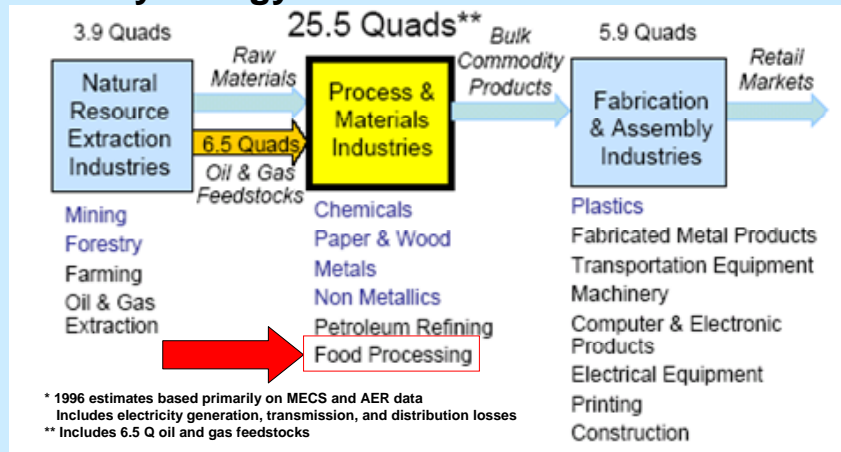 3.9 Quads
25.5 Quads**
5.9 Quads
Raw
Materials
Bulk
Commodity
Products
Retail
Markets
Natural
Resource
Extraction
Industries
6.5 Quads
Oil & Gas
Feedstocks
Process &
Materials
Industries
Fabrication
& Assembly
Industries
Mining
Forestry
Farming
Oil & Gas
Extraction
Chemicals
Paper & Wood
Metals
Non Metallics
Petroleum Refining
Food Processing
Plastics
Fabricated Metal Products
Transportation Equipment
Machinery
Computer & Electronic
Products
Electrical Equipment
Printing
Construction
* 1996 estimates based primarily on MECS and AER data
Includes electricity generation, transmission, and distribution losses
** Includes 6.5 Q oil and gas feedstocks